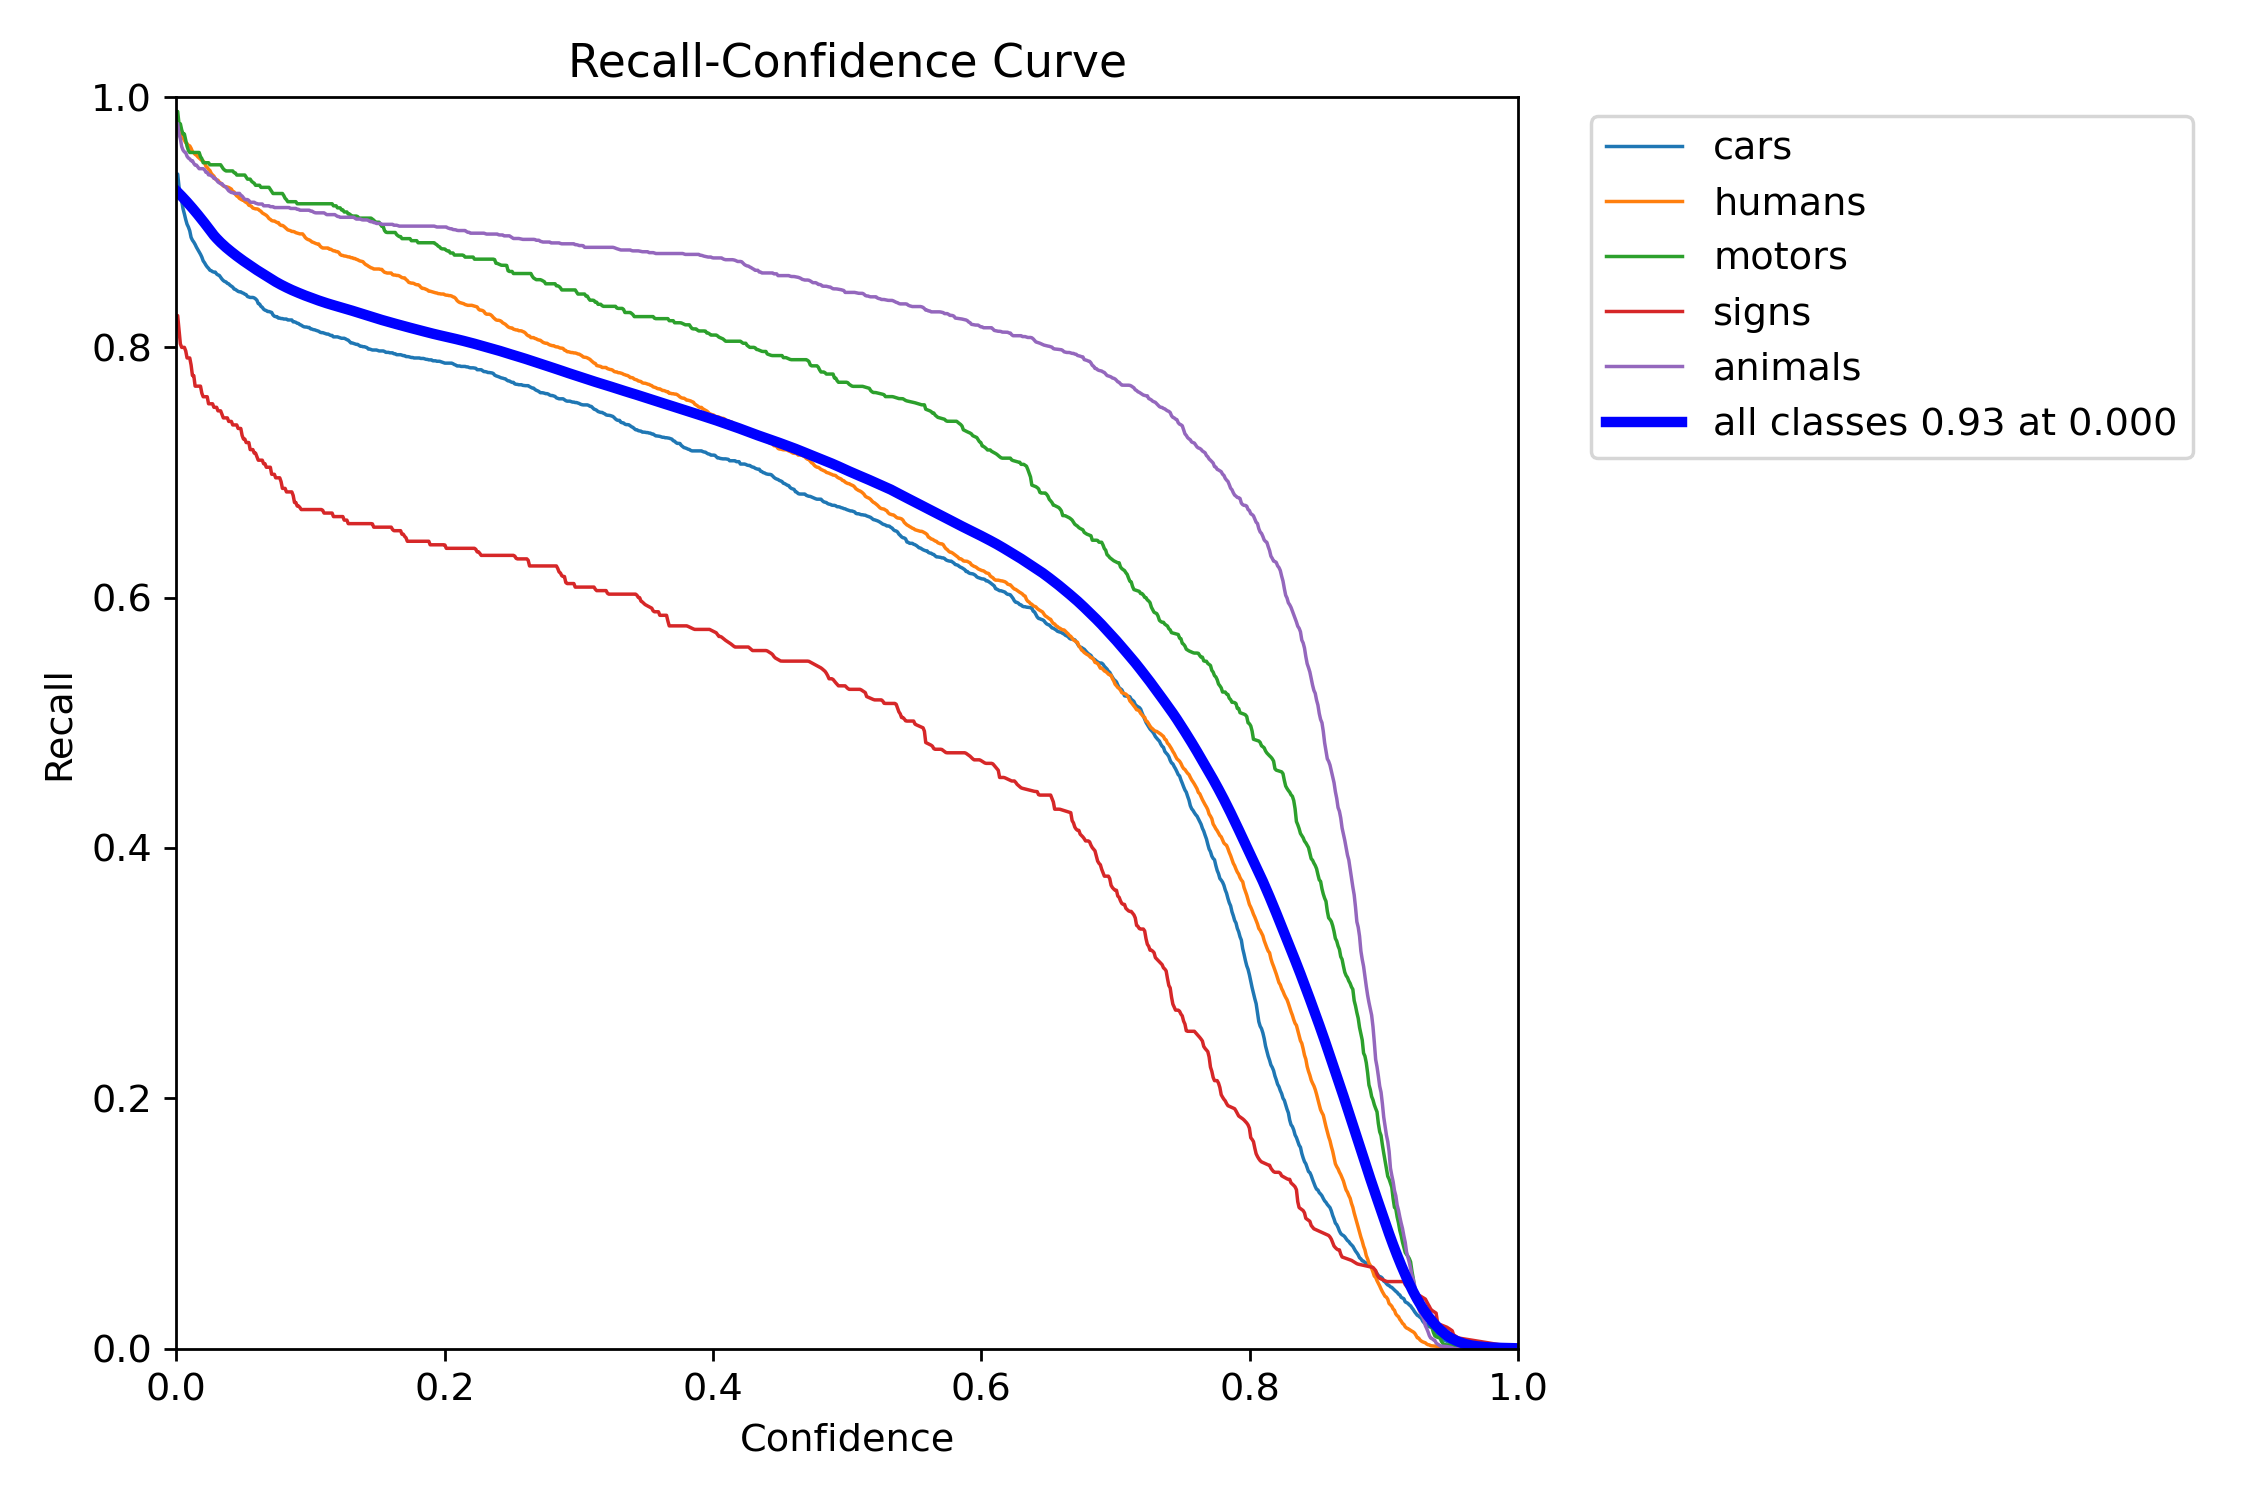 Recall-Confidence Curve
1.0
0.8
0.6
0.4
0.2
0.0
Recall
0.0 0.2 0.4 0.6 0.8 1.0
Confidence
cars
humans
motors
signs
animals
all classes 0.93 at 0.000